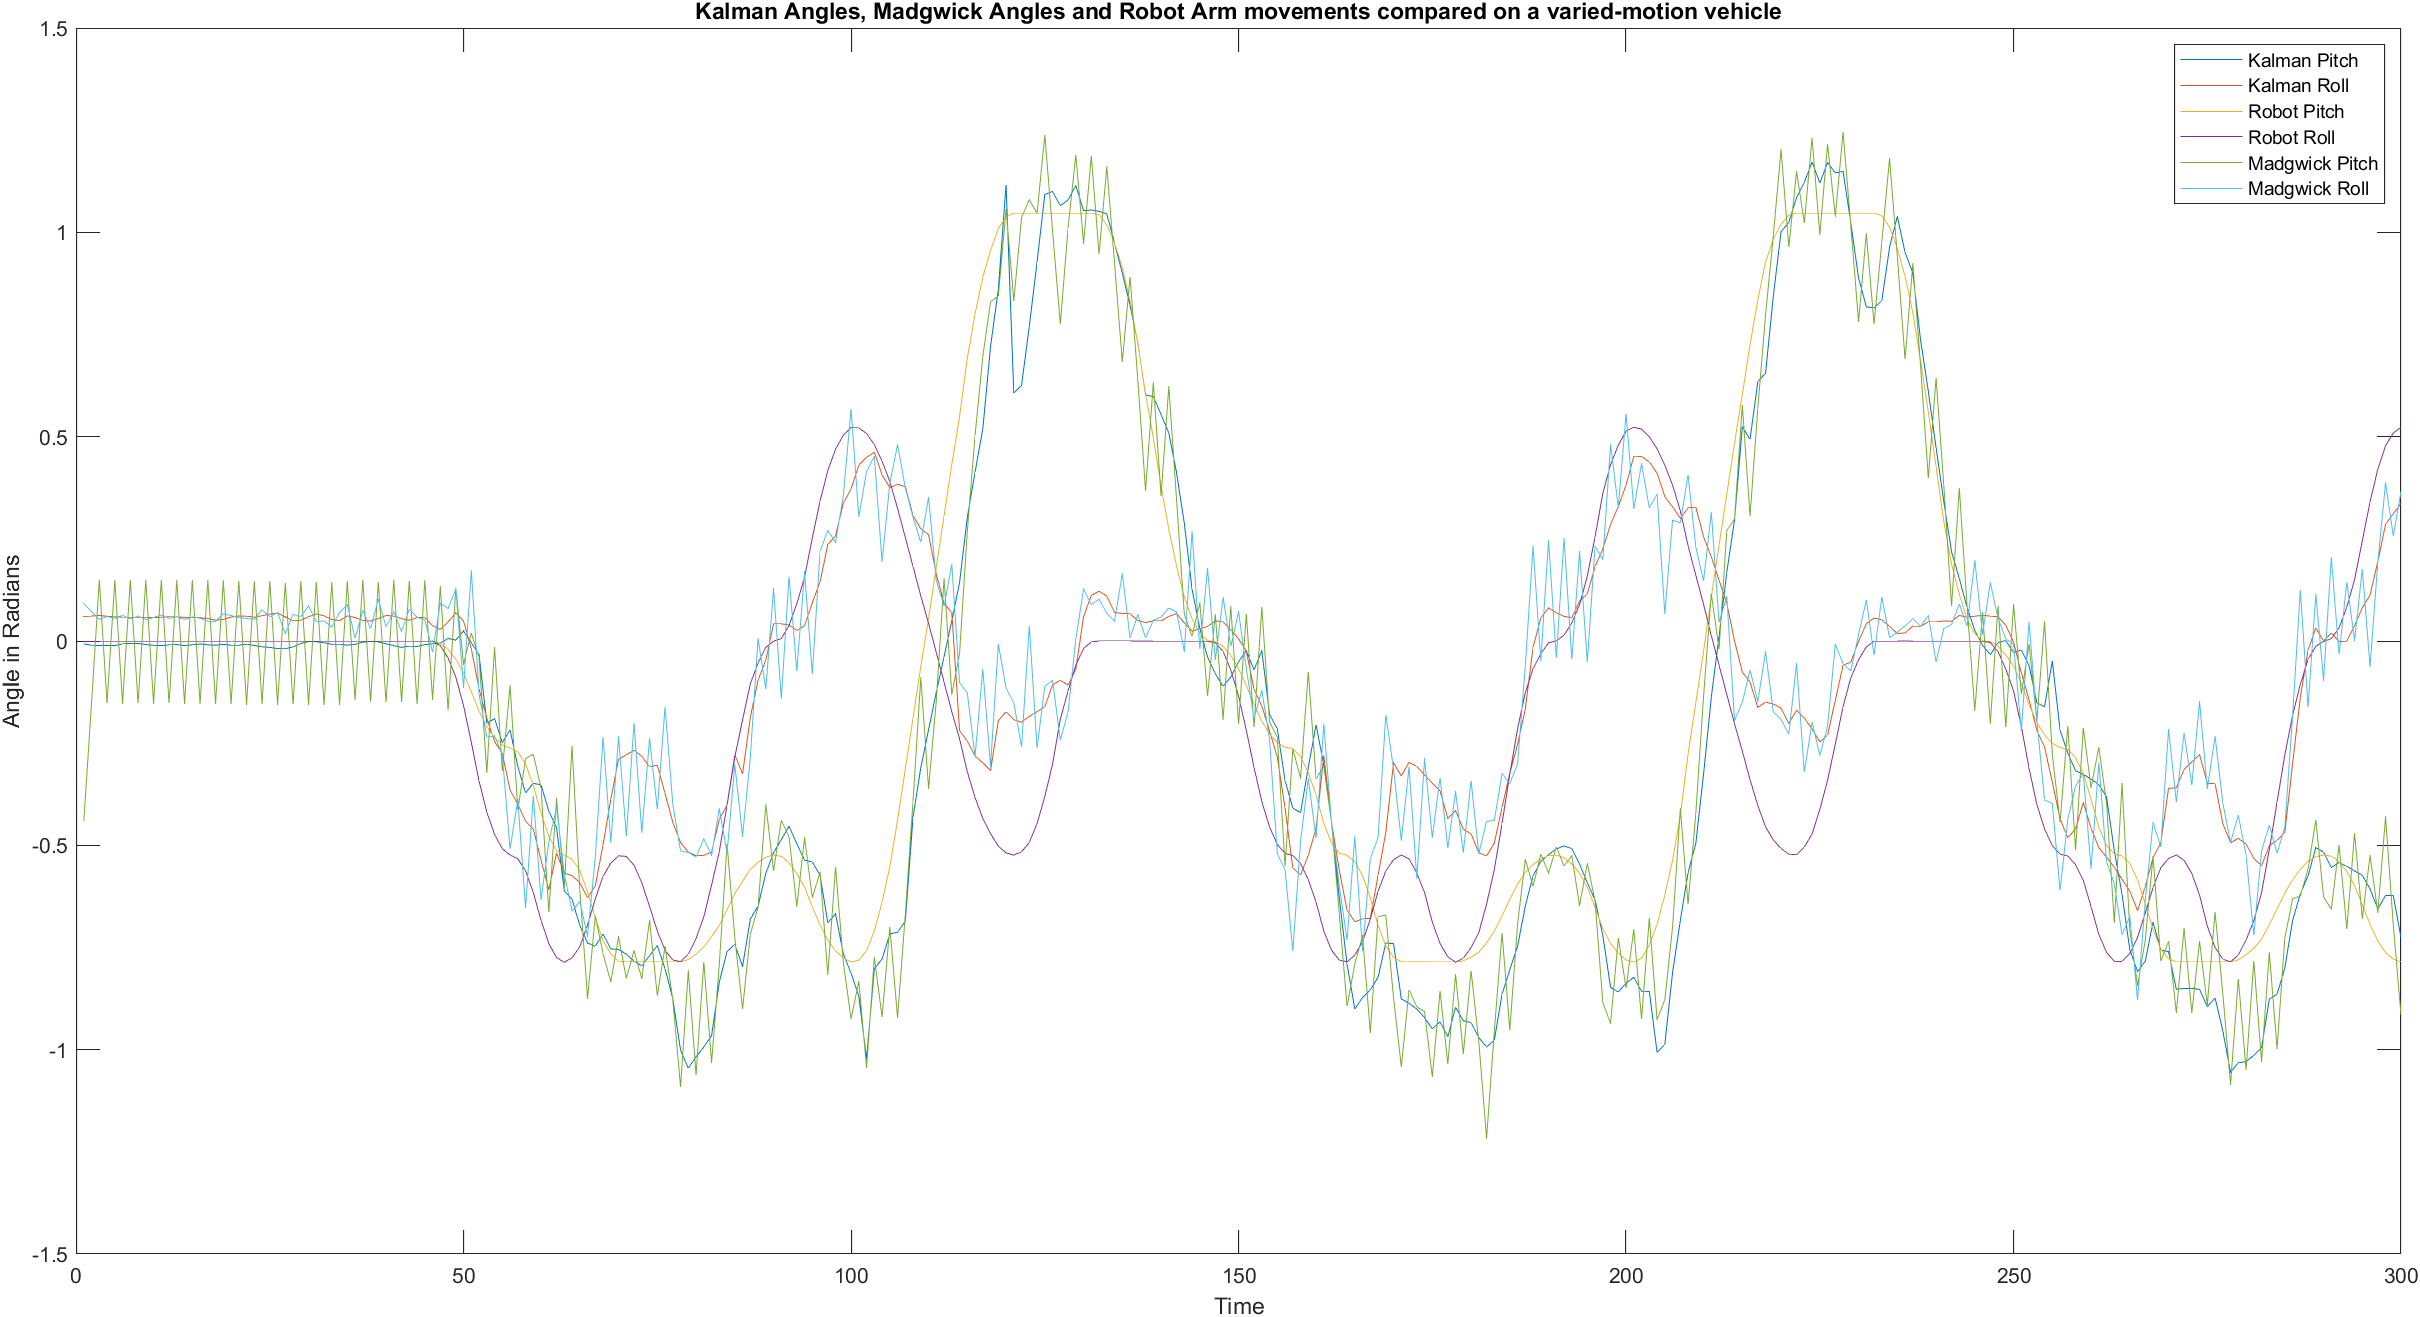 Kalman Angles, Madgwick Angles and Robot Arm movements compared on a varied-motion vehicle
1.5
1
0.5
0
-0.5
-1
-1.5
Angle in Radians
Kalman Pitch
Kalman Roll
Robot Pitch
Robot Roll
Madgwick Pitch
Madgwick Roll
0
50
100
150
200
250
300
Time